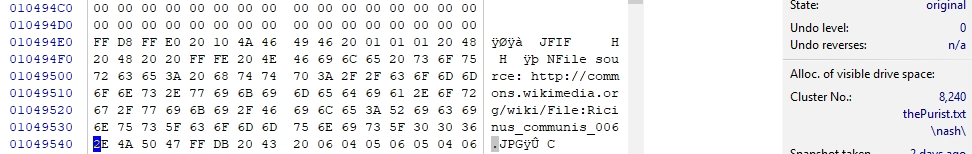 010494C0 00 00 00 00 00 00 00 00 00 00 00 00 00 00 00 00
010494D0 00 00 00 00 00 00 00 00 00 00 00 00 00 00 00 00
010494E0 FF D8 FF E0 20 10 4A 46 49 46 20 01 01 01 20 48 ÿØÿà JFIF H
010494F0 20 48 20 20 FF FE 20 4E 46 69 6C 65 20 73 6F 75 H ÿþ NFile sou
01049500 72 63 65 3A 20 68 74 74 70 3A 2F 2F 63 6F 6D 6D rce: http://comm
01049510 6F 6E 73 2E 77 69 6B 69 6D 65 64 69 61 2E 6F 72 ons.wikimedia.or
01049520 67 2F 77 69 6B 69 2F 46 69 6C 65 3A 52 69 63 69 g/wiki/File:Rici
01049530 6E 75 73 5F 63 6F 6D 6D 75 6E 69 73 5F 30 30 36 nus_communis_006
01049540 2E 4A 50 47 FF DB 20 43 20 06 04 05 06 05 04 06 .JPGÿÛ C
State: original
Undo level: 0
Undo reverses: n/a
Alloc. of visible drive space:
Cluster No.: 8,240
thePurist.txt
\nash\
Snapshot taken 2 days ago